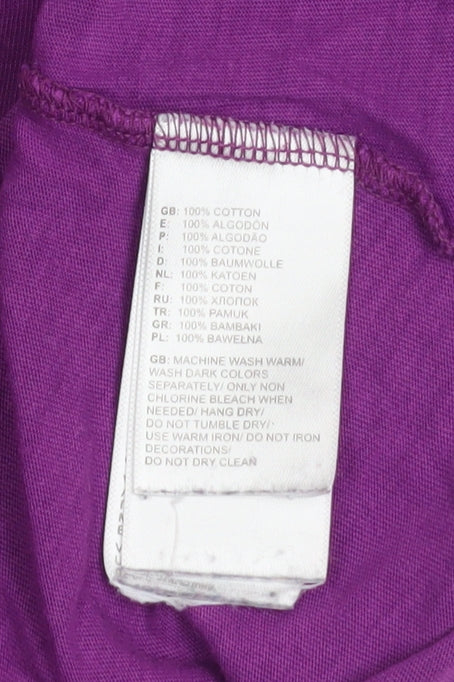 GB: 100% COTTON
E: 100% ALGODÓN
P: 100% ALGODÃO
I: 100% COTONE
D: 100% BAUMWOLLE
NL: 100% KATOEN
F: 100% COTON
RU: 100% ХЛОПОК
TR: 100% PAMUK
GR: 100% BAMBAKI
PL: 100% BAWEŁNA
GB: MACHINE WASH WARM/
WASH DARK COLORS
SEPARATELY/ ONLY NON
CHLORINE BLEACH WHEN
NEEDED/ HANG DRY/
DO NOT TUMBLE DRY/
USE WARM IRON/ DO NOT IRON
DECORATIONS/
DO NOT DRY CLEAN